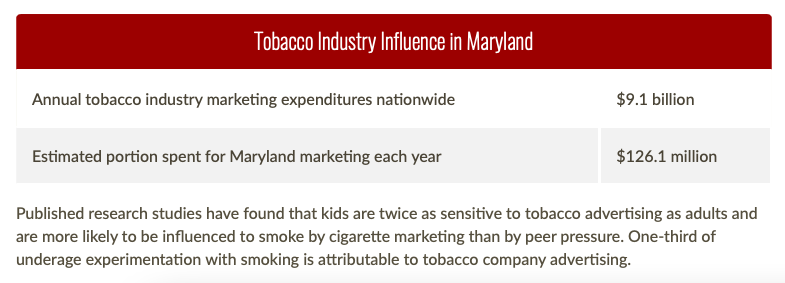 Tobacco Industry Influence in Maryland
Annual tobacco industry marketing expenditures nationwide $9.1 billion
Estimated portion spent for Maryland marketing each year $126.1 million
Published research studies have found that kids are twice as sensitive to tobacco advertising as adults and
are more likely to be influenced to smoke by cigarette marketing than by peer pressure. One-third of
underage experimentation with smoking is attributable to tobacco company advertising.